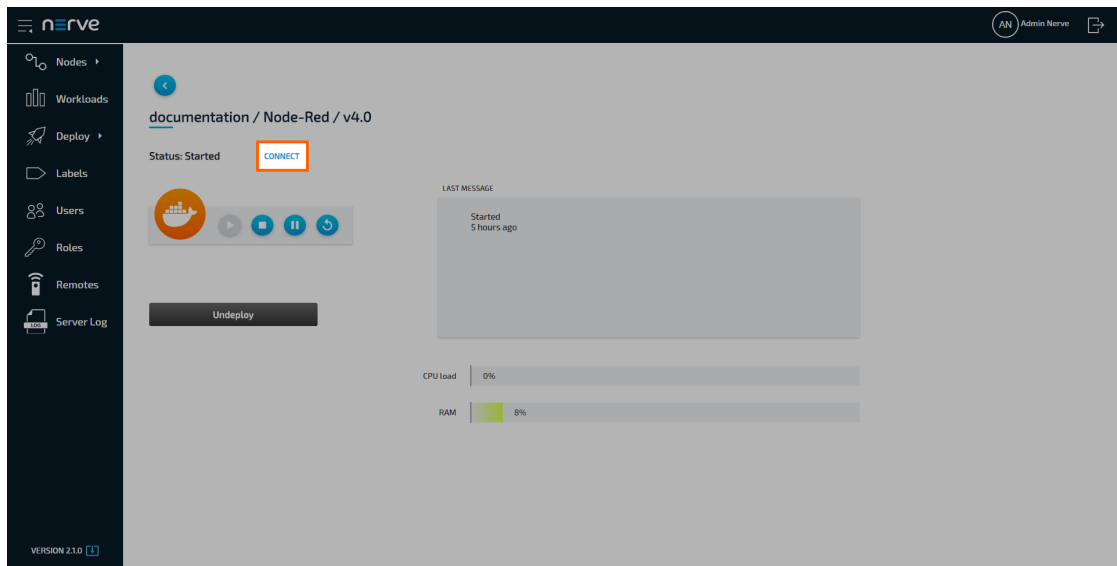 nerve
AN Admin Nerve
Nodes
Workloads
Deploy
Labels
Users
Roles
Remotes
LOG Server Log
VERSION 2.1.0
documentation / Node-Red / v4.0
Status: Started CONNECT
Undeploy
LAST MESSAGE
Started
5 hours ago
CPU load 0%
RAM 8%